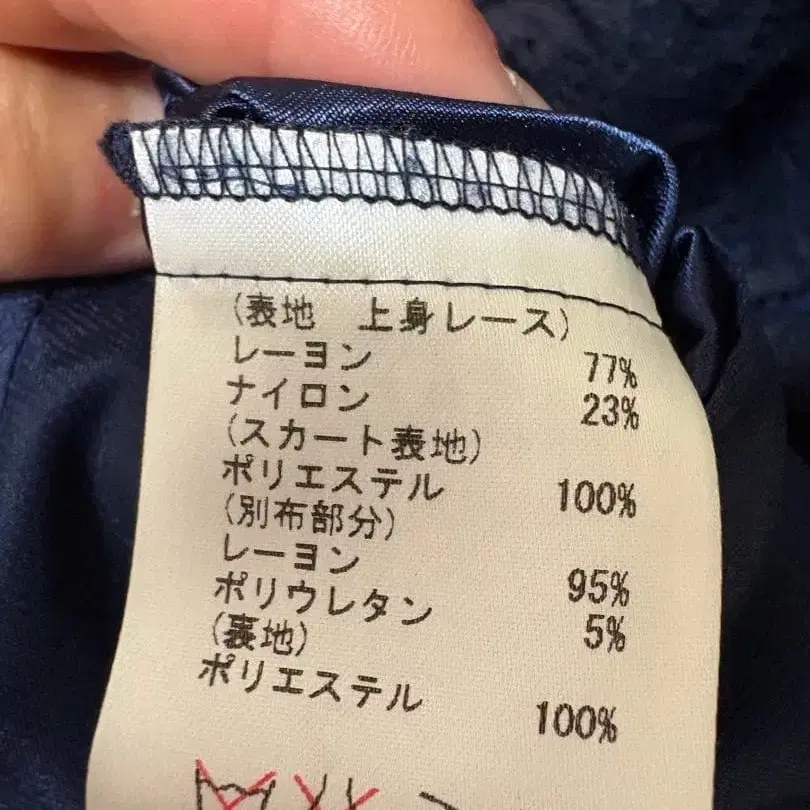 (表地　上身レース)
レーヨン 77%
ナイロン 23%
(スカート表地)
ポリエステル 100%
(別布部分)
レーヨン 95%
ポリウレタン 5%
(裏地)
ポリエステル 100%